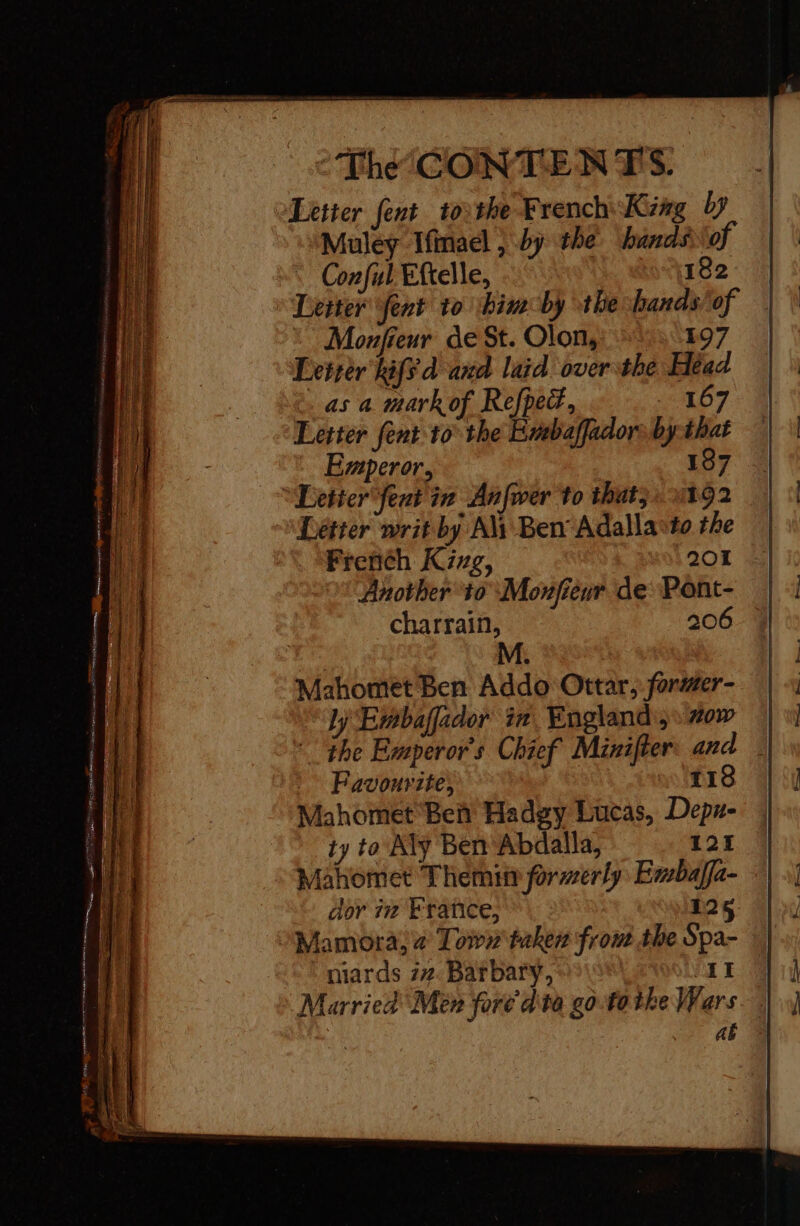 The CONTENTS.
Letter ſent to the French King by
Muley Iſmael, by the hands of
Conſul Eſtelle, 182
Letter ſent to him by the hands of
Monſieur de St. Olon, 197
Letter kiſs'd and laid over the Head
as a mark of Reſpect, 167
Letter ſent to the Embaſſador by that
Emperor, 187
Letter ſent in Anſwer to that, 192
Letter writ by Ali Ben Adalla to the
French King, 201
Another to Monſieur de Pont-
chartrain, 206
M.
Mahomet Ben Addo Ottar, former-
ly Embaſſador in England, now
the Emperor's Chief Miniſter and
Favourite, 118
Mahomet Ben Hadgy Lucas, Depu-
ty to Aly Ben Abdalla, 121
Mahomet Themin formerly Embaſſa-
dor in France, 125
Mamora, a Town taken from the Spa-
niards in Barbary, 11
Married Men forc'd to go to the Wars
at